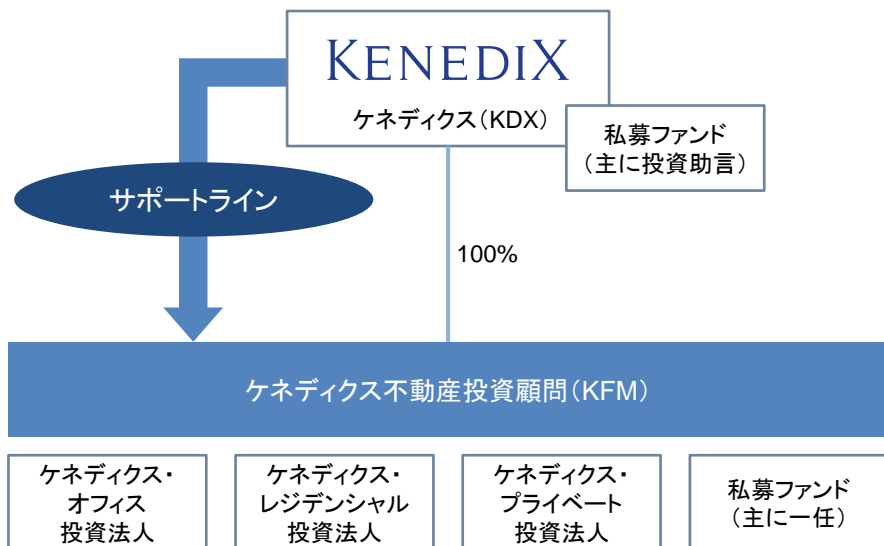 KENEDIX
ケネディクス(KDX)
私募ファンド
(主に投資助言)
サポートライン
100%
ケネディクス不動産投資顧問(KFM)
ケネディクス・
オフィス
投資法人
ケネディクス・
レジデンシャル
投資法人
ケネディクス・
プライベート
投資法人
私募ファンド
(主に一任)